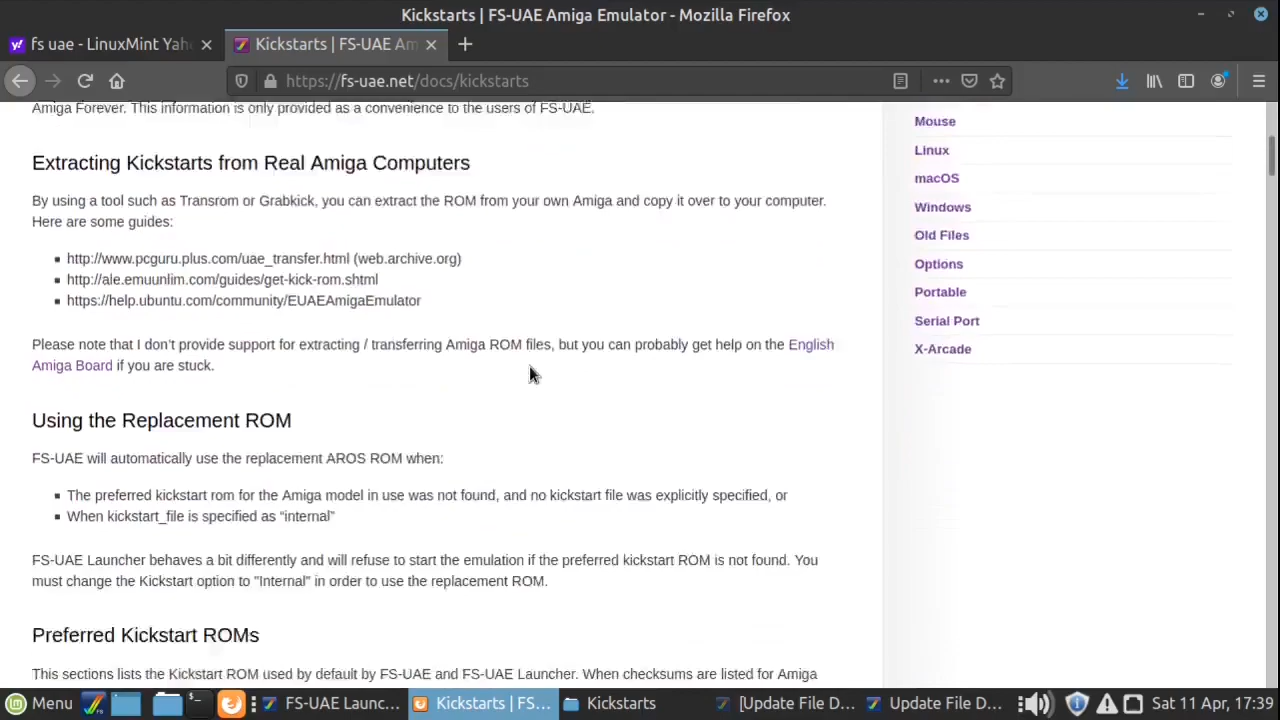 Kickstarts | FS-UAE Amiga Emulator - Mozilla Firefox
fs uae - LinuxMint Yaho
Kickstarts | FS-UAE Am
https://fs-uae.net/docs/kickstarts
Amiga Forever. This information is only provided as a convenience to the users of FS-UAE.
Extracting Kickstarts from Real Amiga Computers
By using a tool such as Transrom or Grabkick, you can extract the ROM from your own Amiga and copy it over to your computer.
Here are some guides:
http://www.pcguru.plus.com/uae_transfer.html (web.archive.org)
http://ale.emuunlim.com/guides/get-kick-rom.shtml
https://help.ubuntu.com/community/EUAEAmigaEmulator
Please note that I don't provide support for extracting / transferring Amiga ROM files, but you can probably get help on the English
Amiga Board if you are stuck.
Using the Replacement ROM
FS-UAE will automatically use the replacement AROS ROM when:
The preferred kickstart rom for the Amiga model in use was not found, and no kickstart file was explicitly specified, or
When kickstart_file is specified as “internal”
FS-UAE Launcher behaves a bit differently and will refuse to start the emulation if the preferred kickstart ROM is not found. You
must change the Kickstart option to "Internal" in order to use the replacement ROM.
Preferred Kickstart ROMs
This sections lists the Kickstart ROM used by default by FS-UAE and FS-UAE Launcher. When checksums are listed for Amiga
Mouse
Linux
macOS
Windows
Old Files
Options
Portable
Serial Port
X-Arcade
Menu
FS-UAE Launc...
Kickstarts | FS...
Kickstarts
[Update File D...
Update File D...
Sat 11 Apr, 17:39